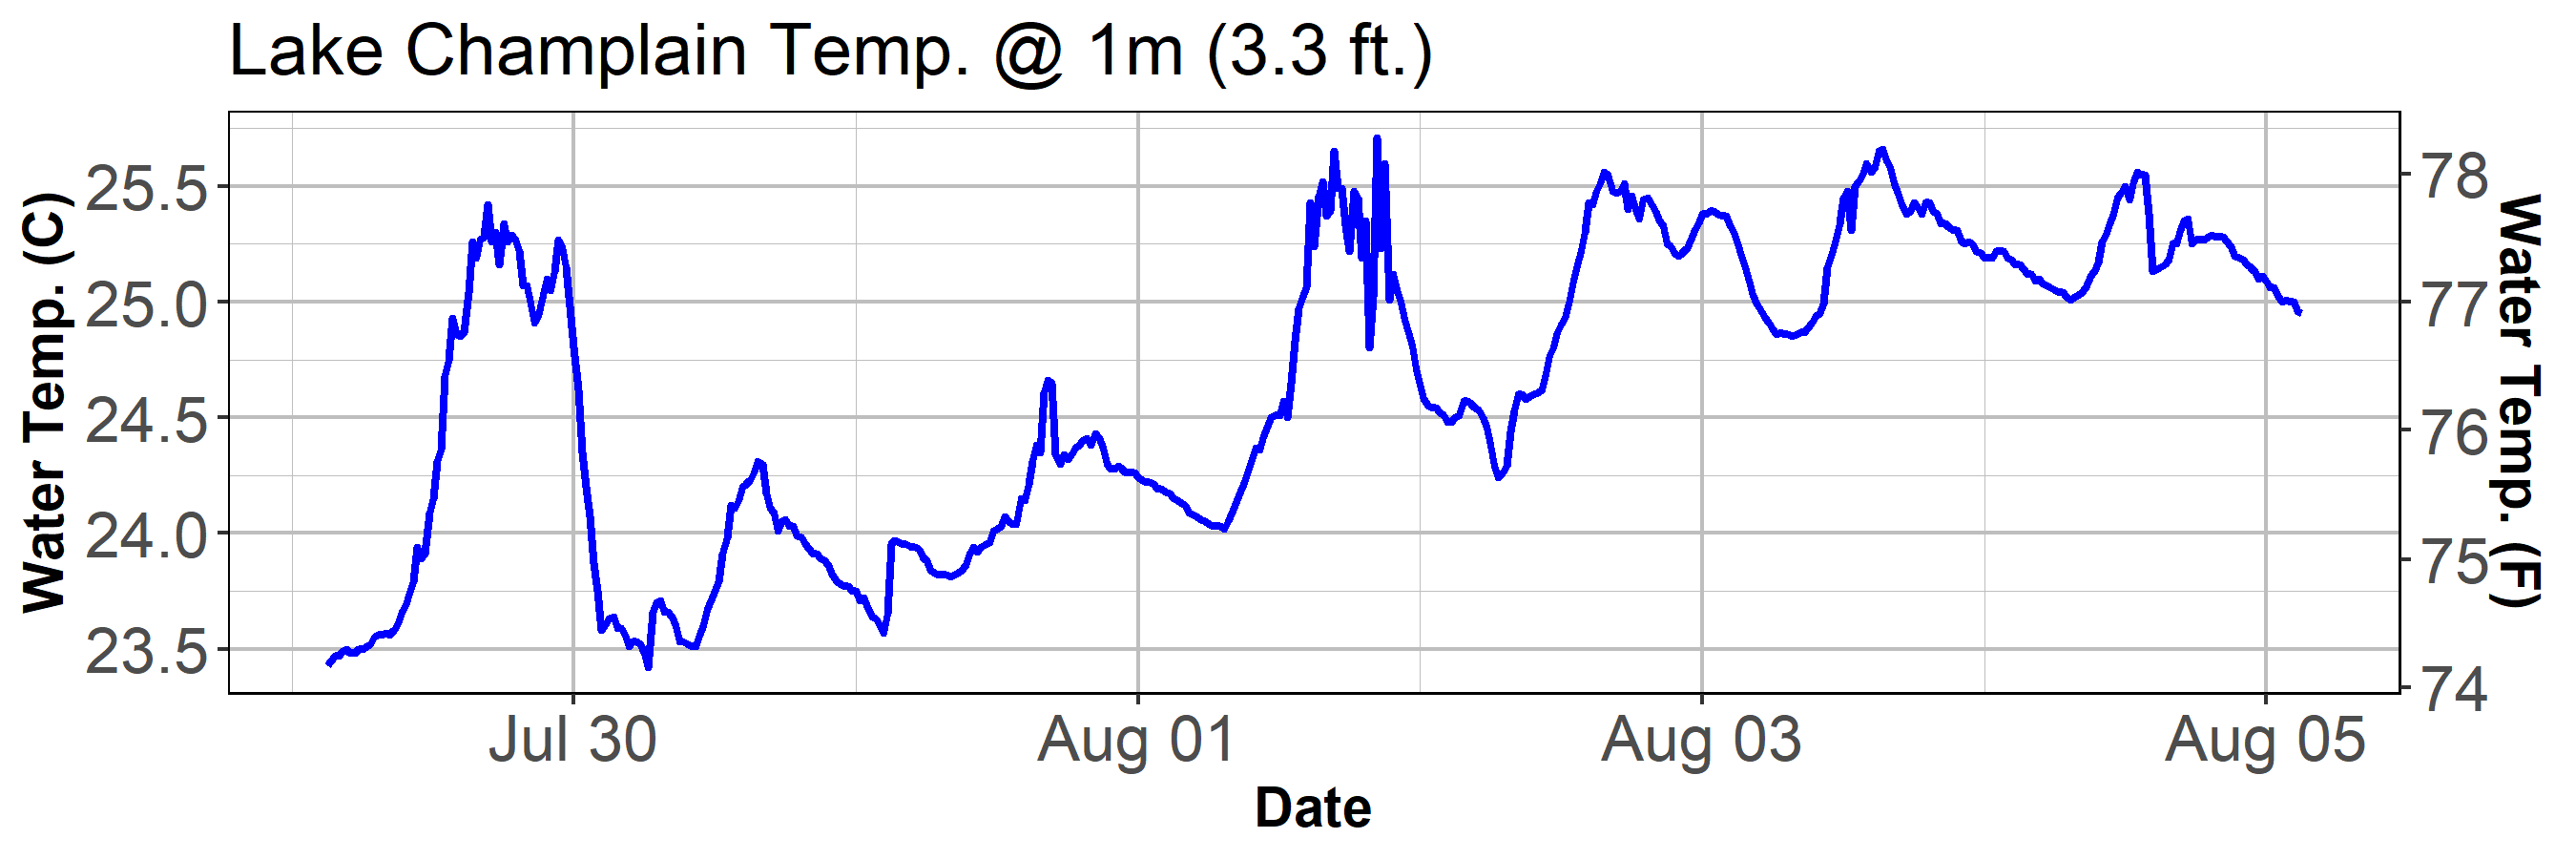 Lake Champlain Temp. @ 1m (3.3 ft.)
Water Temp. (C)
25.5
25.0
24.5
24.0
23.5
78
77
76
75
74
Water Temp. (F)
Jul 30 Aug 01 Aug 03 Aug 05
Date